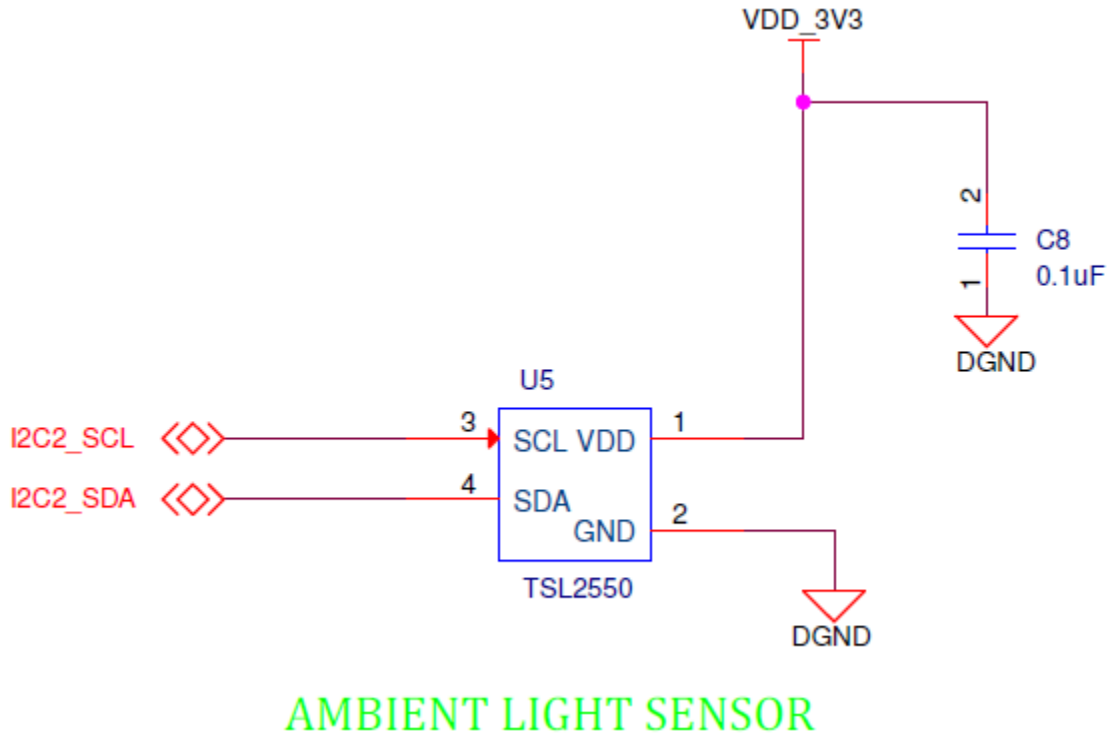 VDD_3V3
2
C8
0.1uF
1
DGND
U5
I2C2_SCL
3
SCL VDD
1
I2C2_SDA
4
SDA
GND
2
TSL2550
DGND
AMBIENT LIGHT SENSOR